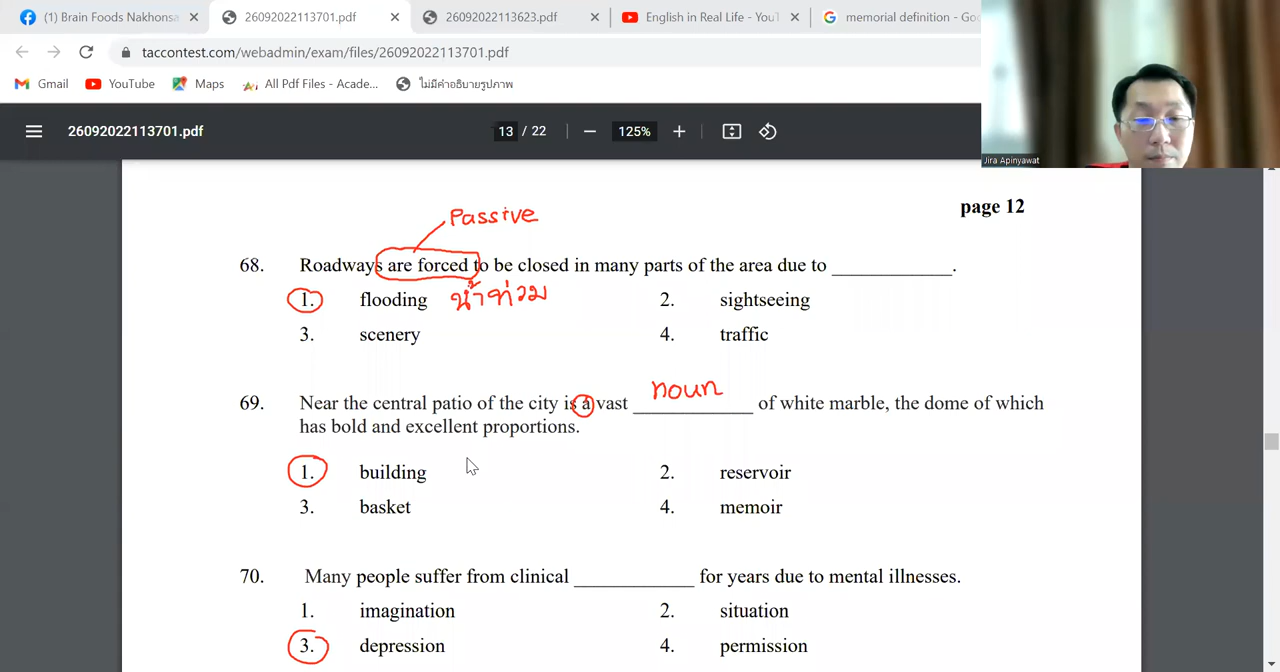 (1) Brain Foods Nakhonsa
26092022113701.pdf
26092022113623.pdf
English in Real Life - YouT
memorial definition - Goo
taccontest.com/webadmin/exam/files/26092022113701.pdf
Gmail
YouTube
Maps
All Pdf Files - Acade...
ไม่มีคำอธิบายรูปภาพ
26092022113701.pdf
13 / 22
125%
Jira Apinyawat
page 12
Passive
68. Roadways are forced to be closed in many parts of the area due to ____________.
1. flooding น้ำท่วม 2. sightseeing
3. scenery 4. traffic
noun
69. Near the central patio of the city is a vast ____________ of white marble, the dome of which
has bold and excellent proportions.
1. building 2. reservoir
3. basket 4. memoir
70. Many people suffer from clinical ____________ for years due to mental illnesses.
1. imagination 2. situation
3. depression 4. permission